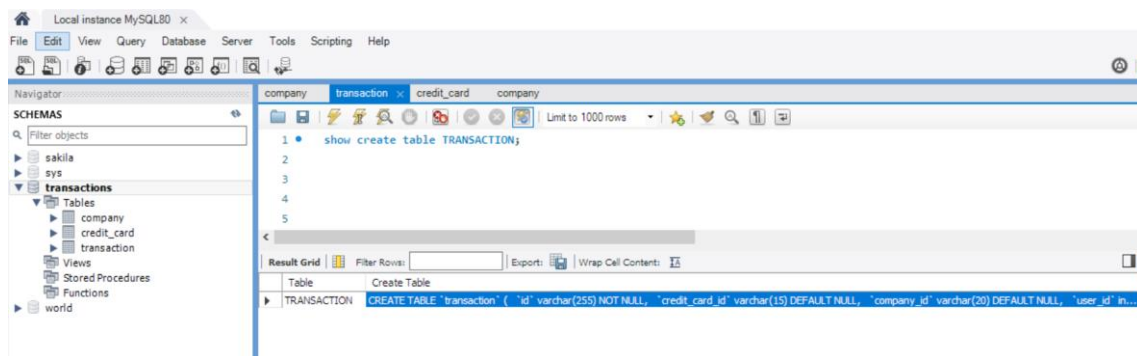 Local instance MySQL80 ×
File Edit View Query Database Server Tools Scripting Help
Navigator
SCHEMAS
Filter objects
sakila
sys
transactions
Tables
company
credit_card
transaction
Views
Stored Procedures
Functions
world
company transaction × credit_card company
Limit to 1000 rows
1 show create table TRANSACTION;
2
3
4
5
Result Grid Filter Rows: Export: Wrap Cell Content:
Table Create Table
TRANSACTION CREATE TABLE `transaction` ( `id` varchar(255) NOT NULL, `credit_card_id` varchar(15) DEFAULT NULL, `company_id` varchar(20) DEFAULT NULL, `user_id` in...